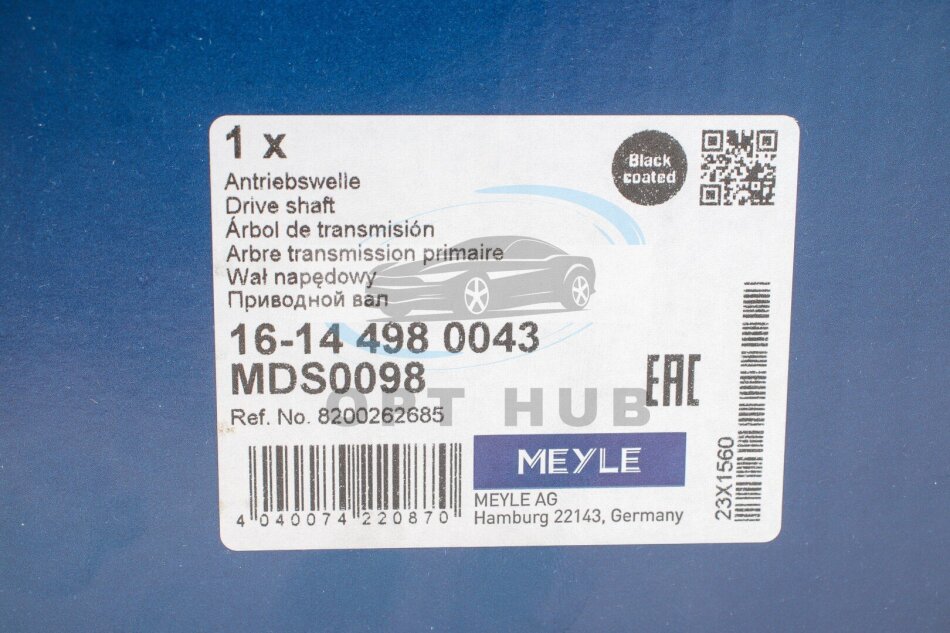 1 x
Black
coated
Antriebswelle
Drive shaft
Árbol de transmisión
Arbre transmission primaire
Wał napędowy
Приводной вал
16-14 498 0043
MDS0098
EAC
OPT HUB
Ref. No. 8200262685
MEYLE
MEYLE AG
Hamburg 22143, Germany
4 040074 220870
23X1560